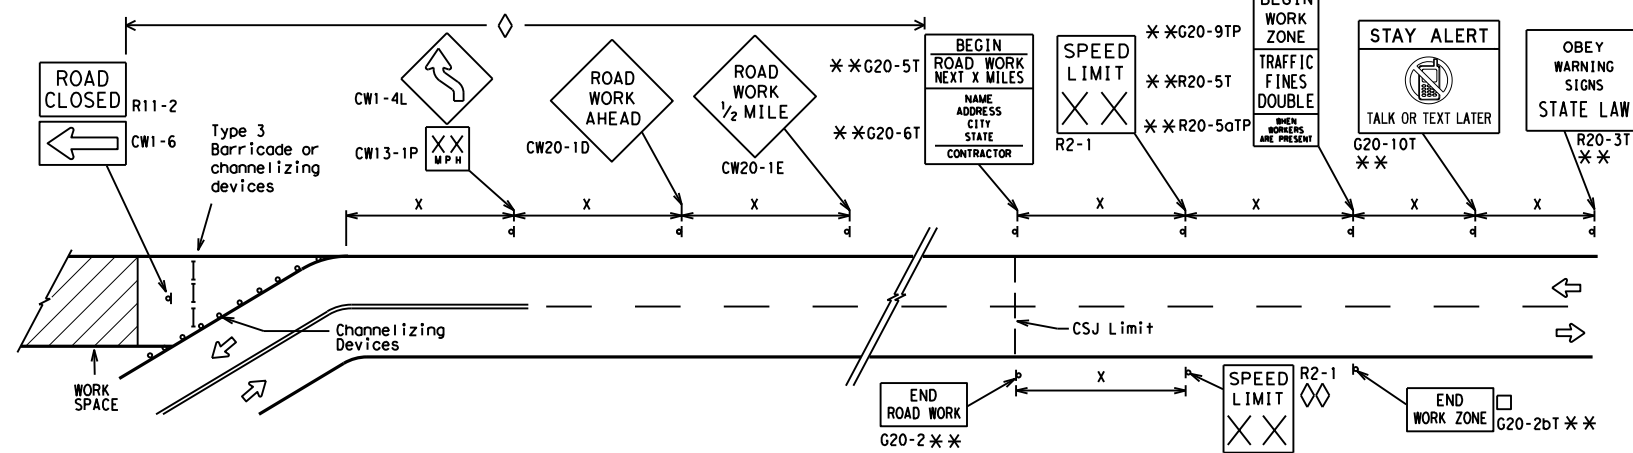 ROAD
CLOSED
R11-2
CW1-6
Type 3
Barricade or
channelizing
devices
CW1-4L
XX
MPH
CW13-1P
ROAD
WORK
AHEAD
CW20-1D
ROAD
WORK
1/2 MILE
CW20-1E
* *G20-5T
BEGIN
ROAD WORK
NEXT X MILES
* *G20-6T
NAME
ADDRESS
CITY
STATE
CONTRACTOR
SPEED
LIMIT
X X
R2-1
* *G20-9TP
BEGIN
WORK
ZONE
* *R20-5T
TRAFFIC
FINES
DOUBLE
* *R20-5aTP
WHEN
WORKERS
ARE PRESENT
STAY ALERT
TALK OR TEXT LATER
G20-10T
* *
OBEY
WARNING
SIGNS
STATE LAW
R20-3T
* *
X X X X X X X
Channelizing
Devices
CSJ Limit
WORK
SPACE
END
ROAD WORK
G20-2 * *
X
SPEED
LIMIT
X X
R2-1
END
WORK ZONE
G20-2bT * *